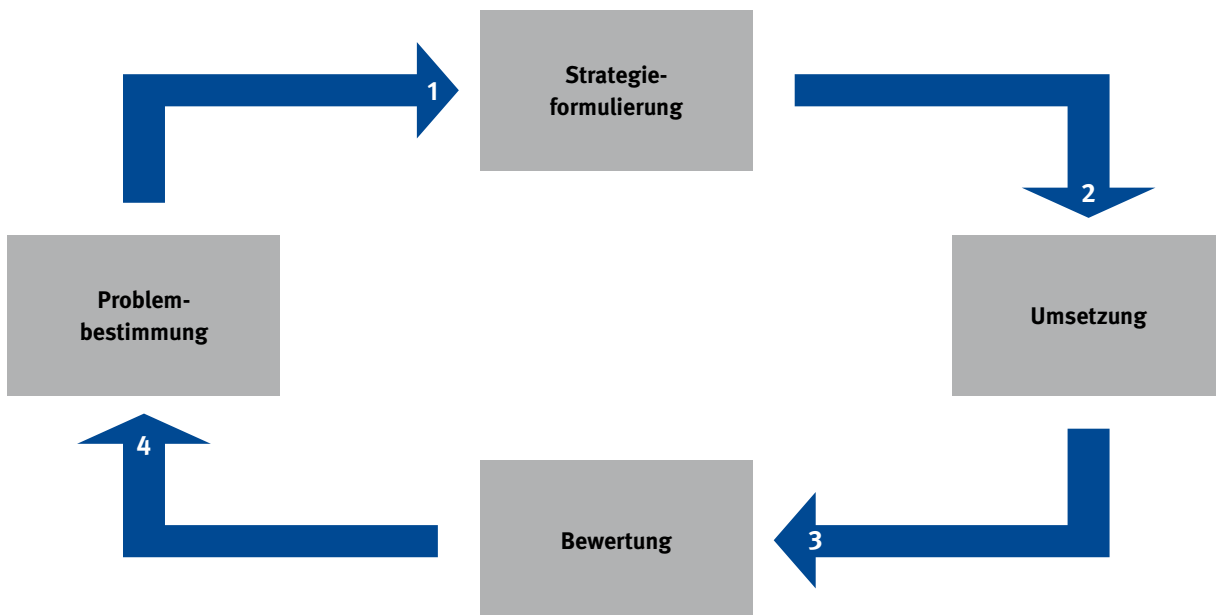 Strategie-
formulierung
1
2
Problem-
bestimmung
Umsetzung
4
3
Bewertung